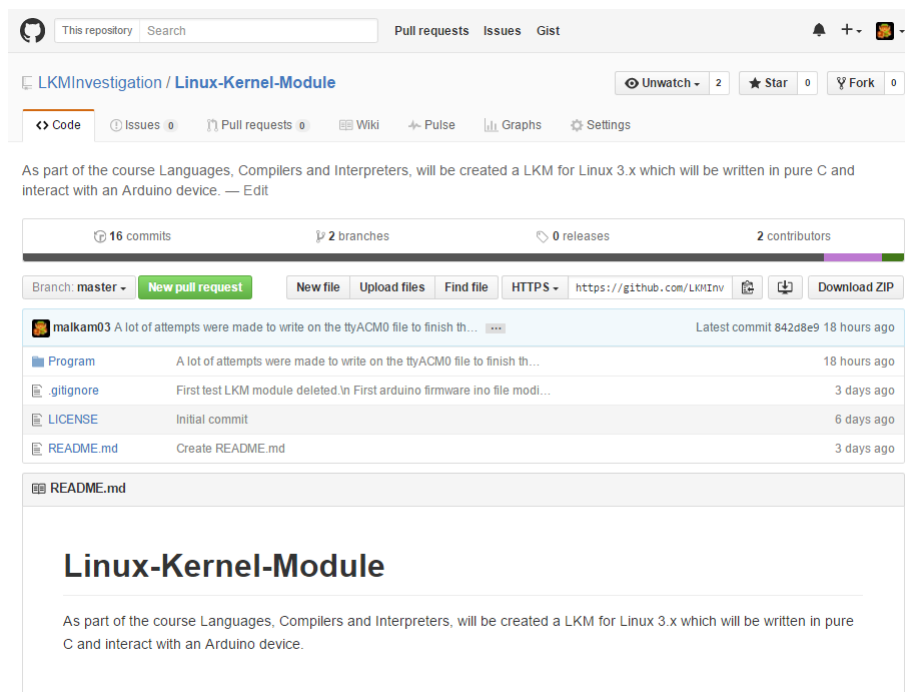 This repository Search Pull requests Issues Gist
LKMInvestigation / Linux-Kernel-Module Unwatch 2 Star 0 Fork 0
Code Issues 0 Pull requests 0 Wiki Pulse Graphs Settings
As part of the course Languages, Compilers and Interpreters, will be created a LKM for Linux 3.x which will be written in pure C and
interact with an Arduino device. — Edit
16 commits 2 branches 0 releases 2 contributors
Branch: master New pull request New file Upload files Find file HTTPS https://github.com/LKMInv Download ZIP
malkam03 A lot of attempts were made to write on the ttyACM0 file to finish th… ... Latest commit 842d8e9 18 hours ago
Program A lot of attempts were made to write on the ttyACM0 file to finish th… 18 hours ago
.gitignore First test LKM module deleted.\n First arduino firmware ino file modi… 3 days ago
LICENSE Initial commit 6 days ago
README.md Create README.md 3 days ago
README.md
Linux-Kernel-Module
As part of the course Languages, Compilers and Interpreters, will be created a LKM for Linux 3.x which will be written in pure
C and interact with an Arduino device.